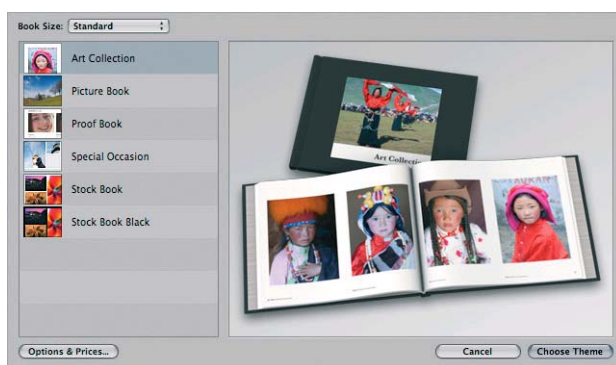 Book Size: Standard
Art Collection
Picture Book
Proof Book
Special Occasion
Stock Book
Stock Book Black
Art Collection
Options & Prices...
Cancel
Choose Theme